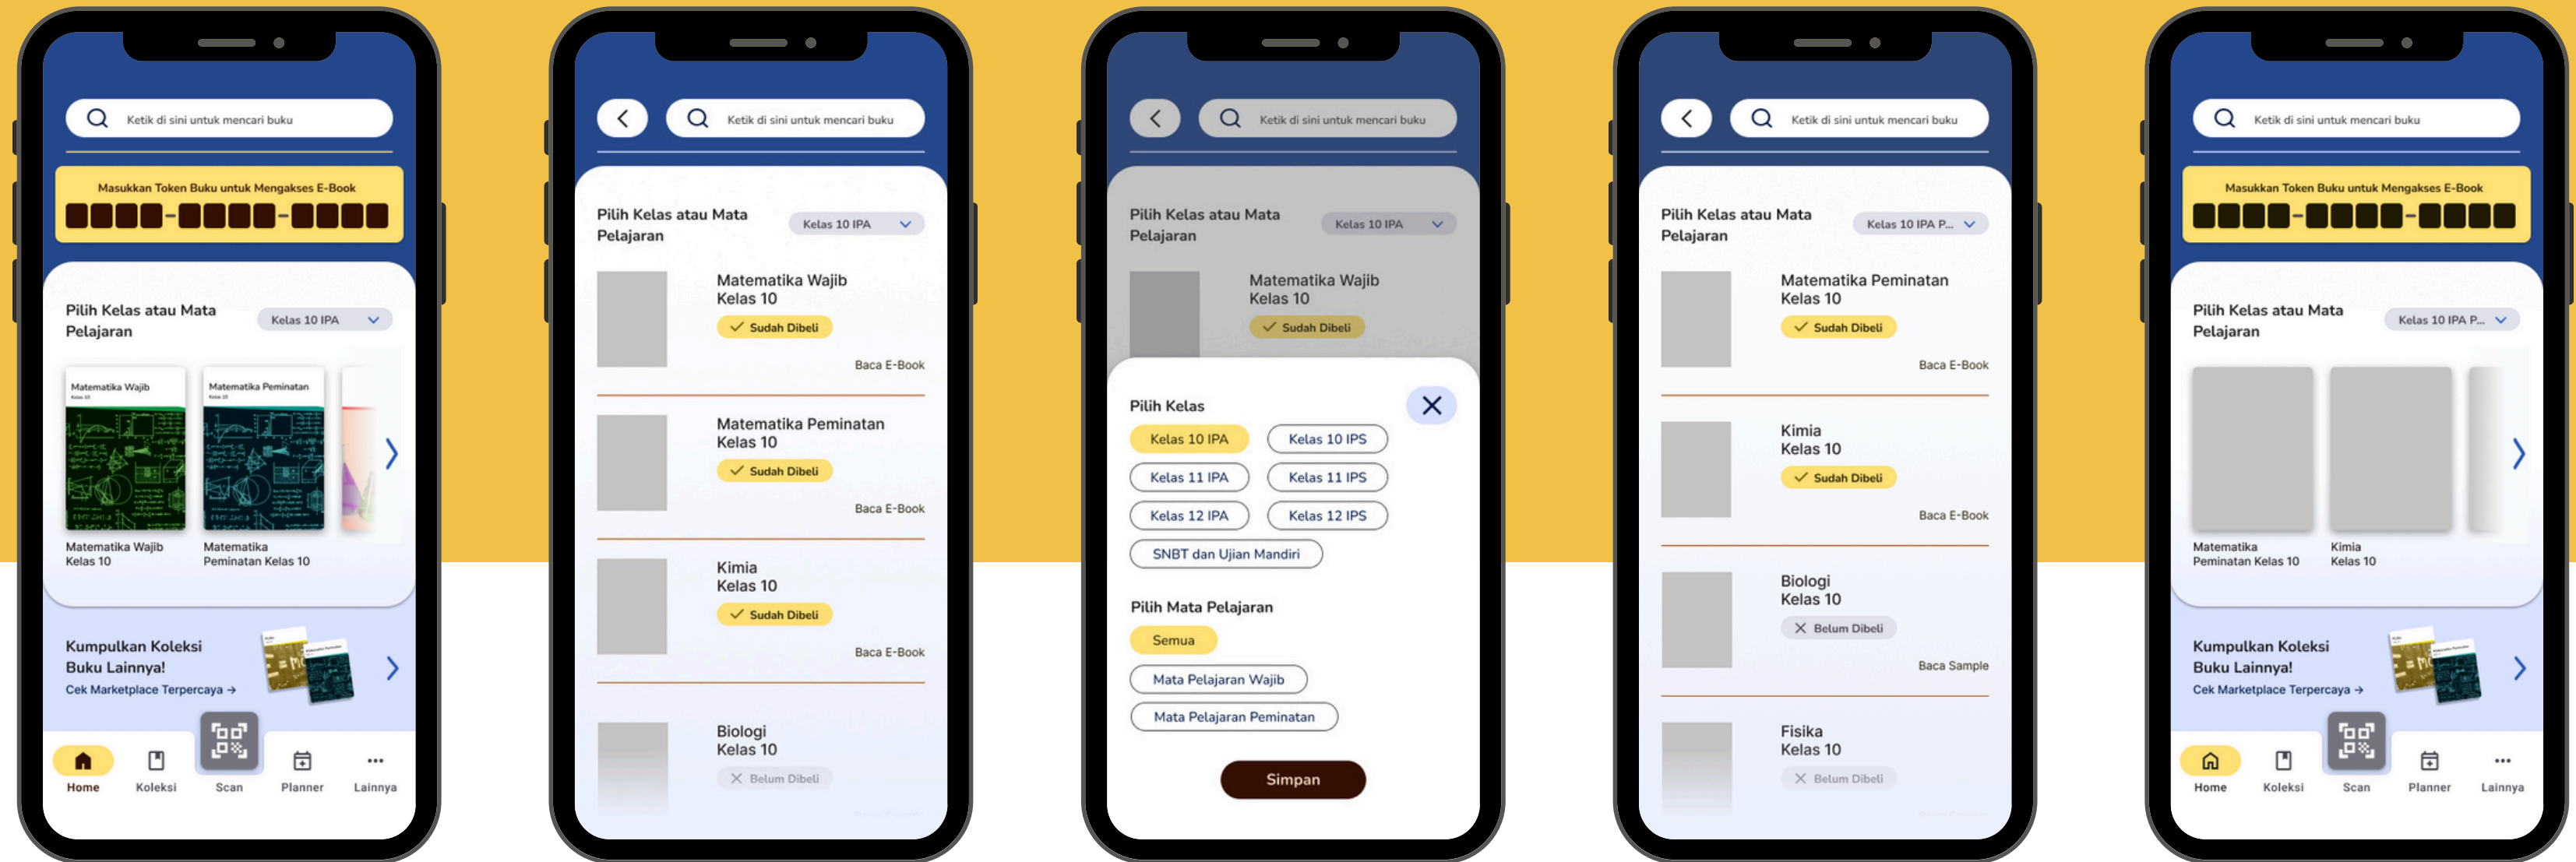 Ketik di sini untuk mencari buku
Masukkan Token Buku untuk Mengakses E-Book
Pilih Kelas atau Mata
Pelajaran
Kelas 10 IPA
Matematika Wajib
Kelas 10
Matematika Peminatan
Kelas 10
Matematika Wajib
Kelas 10
Matematika
Peminatan Kelas 10
Kumpulkan Koleksi
Buku Lainnya!
Cek Marketplace Terpercaya →
Home
Koleksi
Scan
Planner
Lainnya
Ketik di sini untuk mencari buku
Pilih Kelas atau Mata
Pelajaran
Kelas 10 IPA
Matematika Wajib
Kelas 10
Sudah Dibeli
Baca E-Book
Matematika Peminatan
Kelas 10
Sudah Dibeli
Baca E-Book
Kimia
Kelas 10
Sudah Dibeli
Baca E-Book
Biologi
Kelas 10
Belum Dibeli
Ketik di sini untuk mencari buku
Pilih Kelas atau Mata
Pelajaran
Kelas 10 IPA
Matematika Wajib
Kelas 10
Sudah Dibeli
Pilih Kelas
Kelas 10 IPA
Kelas 10 IPS
Kelas 11 IPA
Kelas 11 IPS
Kelas 12 IPA
Kelas 12 IPS
SNBT dan Ujian Mandiri
Pilih Mata Pelajaran
Semua
Mata Pelajaran Wajib
Mata Pelajaran Peminatan
Simpan
Ketik di sini untuk mencari buku
Pilih Kelas atau Mata
Pelajaran
Kelas 10 IPA P...
Matematika Peminatan
Kelas 10
Sudah Dibeli
Baca E-Book
Kimia
Kelas 10
Sudah Dibeli
Baca E-Book
Biologi
Kelas 10
Belum Dibeli
Baca Sample
Fisika
Kelas 10
Belum Dibeli
Ketik di sini untuk mencari buku
Masukkan Token Buku untuk Mengakses E-Book
Pilih Kelas atau Mata
Pelajaran
Kelas 10 IPA P...
Matematika
Peminatan Kelas 10
Kimia
Kelas 10
Kumpulkan Koleksi
Buku Lainnya!
Cek Marketplace Terpercaya →
Home
Koleksi
Scan
Planner
Lainnya